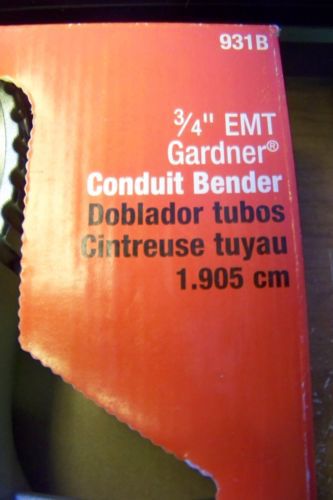 931B
3/4" EMT
Gardner®
Conduit Bender
Doblador tubos
Cintreuse tuyau
1.905 cm